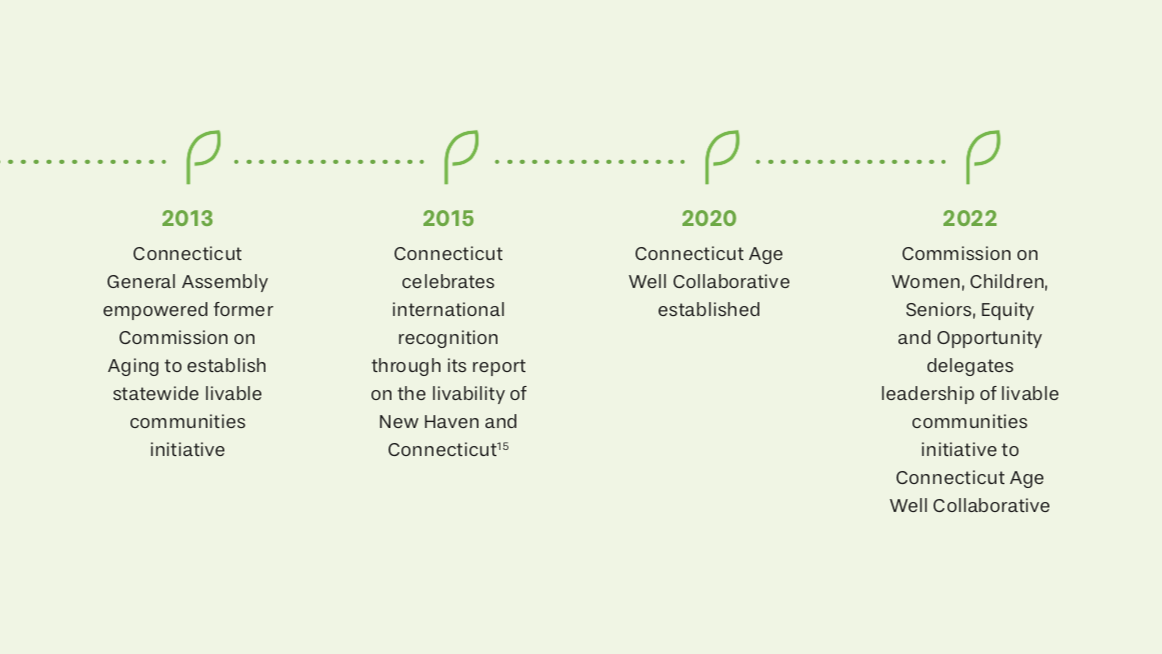 2013
Connecticut
General Assembly
empowered former
Commission on
Aging to establish
statewide livable
communities
initiative
2015
Connecticut
celebrates
international
recognition
through its report
on the livability of
New Haven and
Connecticut¹⁵
2020
Connecticut Age
Well Collaborative
established
2022
Commission on
Women, Children,
Seniors, Equity
and Opportunity
delegates
leadership of livable
communities
initiative to
Connecticut Age
Well Collaborative